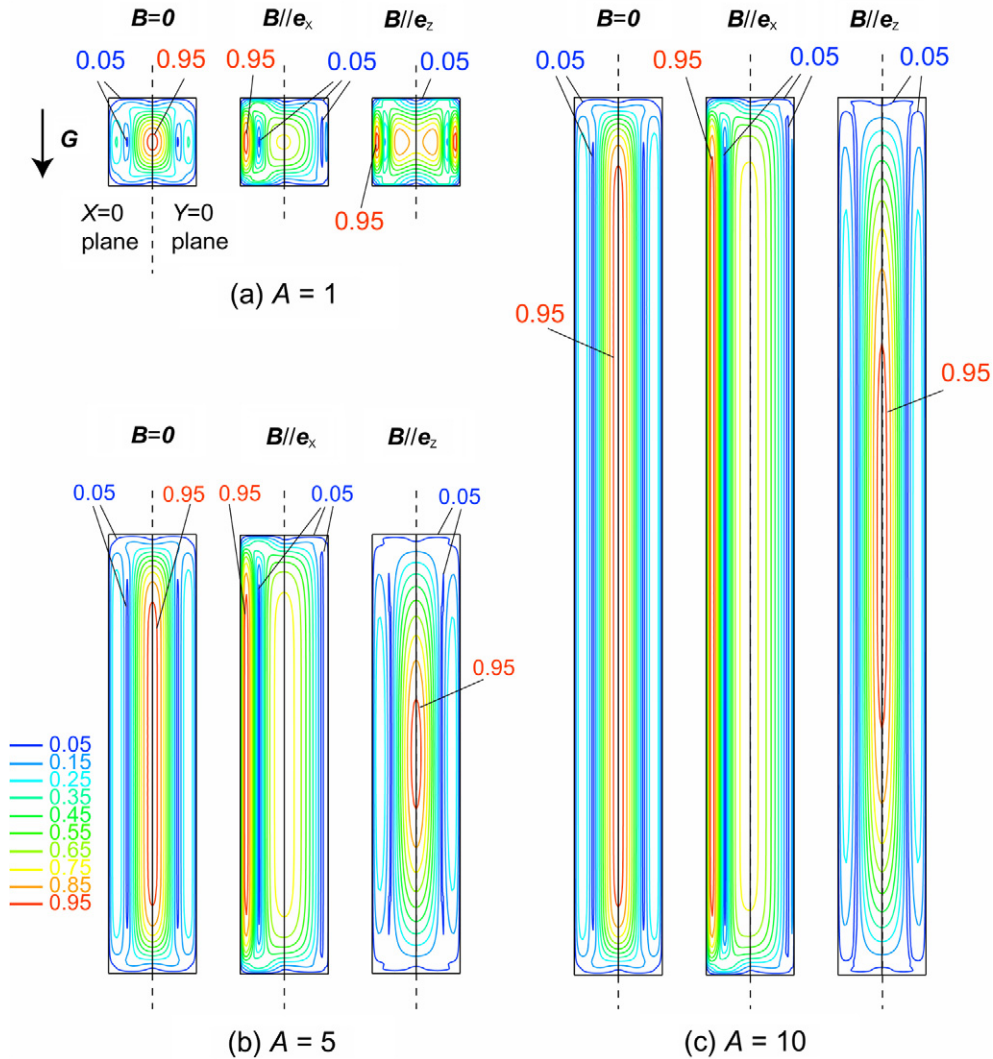 B=0 B//ex B//ez
0.05 0.95 0.95 0.05 0.05
G
0.95
X=0 plane
Y=0 plane
(a) A = 1
B=0 B//ex B//ez
0.05 0.95 0.95 0.05 0.05
0.95
0.05
0.15
0.25
0.35
0.45
0.55
0.65
0.75
0.85
0.95
(b) A = 5
B=0 B//ex B//ez
0.05 0.95 0.05 0.05
0.95
0.95
(c) A = 10